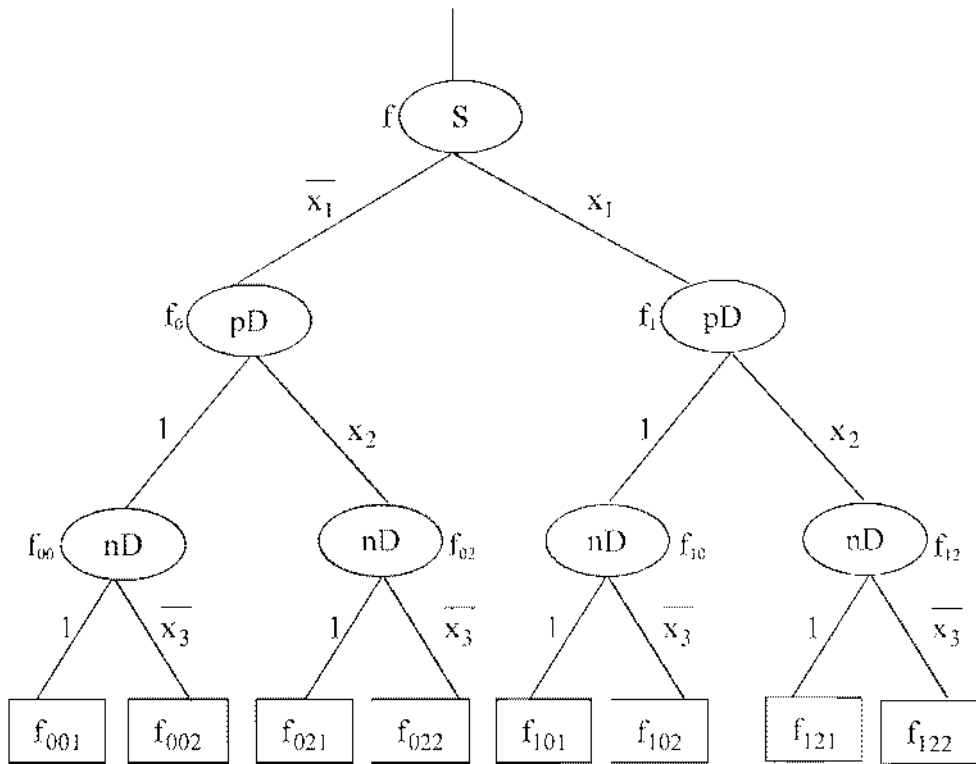 f S
x̅₁ x₁
f₀ pD f₁ pD
1 x₂ 1 x₂
f₀₀ nD nD f₀₂ nD f₁₀ nD f₁₂
1 x̅₃ 1 x̅₃ 1 x̅₃ 1 x̅₃
f₀₀₁ f₀₀₂ f₀₂₁ f₀₂₂ f₁₀₁ f₁₀₂ f₁₂₁ f₁₂₂